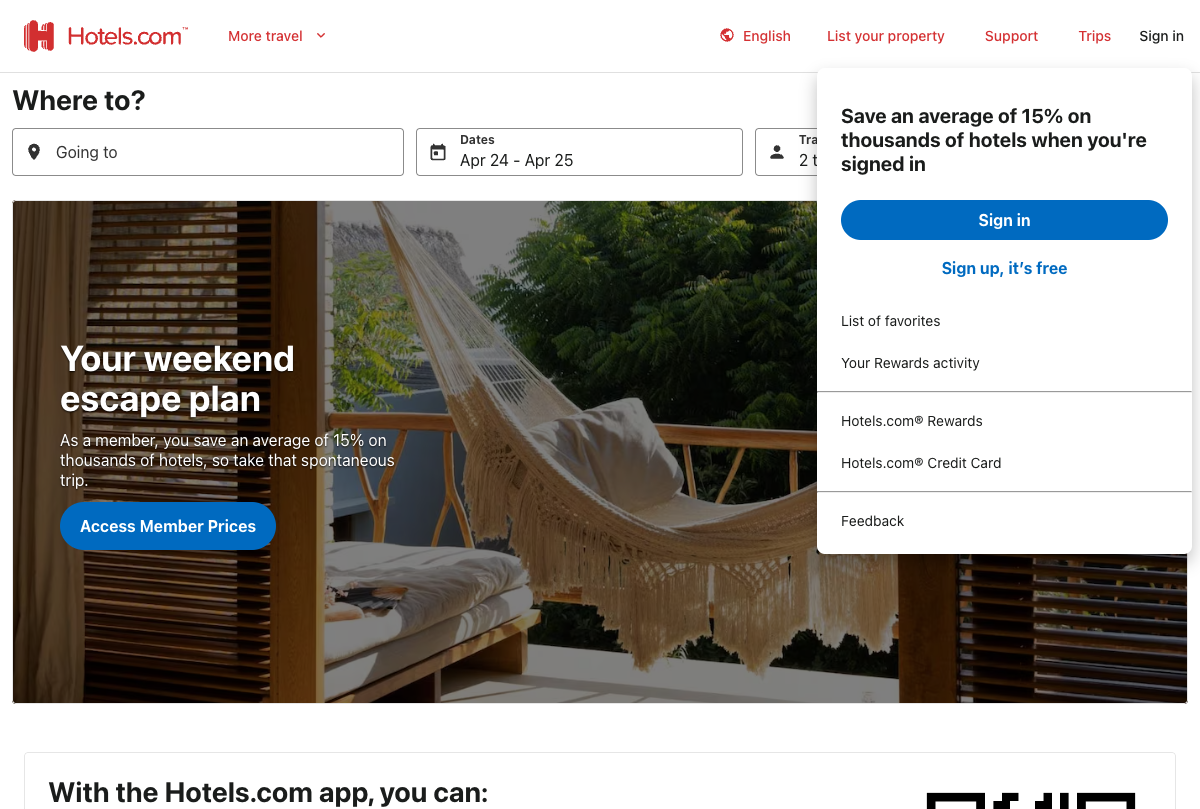 Hotels.com™
More travel
English
List your property
Support
Trips
Sign in
Where to?
Going to
Dates
Apr 24 - Apr 25
Save an average of 15% on
thousands of hotels when you're
signed in
Sign in
Sign up, it’s free
List of favorites
Your Rewards activity
Hotels.com® Rewards
Hotels.com® Credit Card
Feedback
Your weekend
escape plan
As a member, you save an average of 15% on
thousands of hotels, so take that spontaneous
trip.
Access Member Prices
With the Hotels.com app, you can: